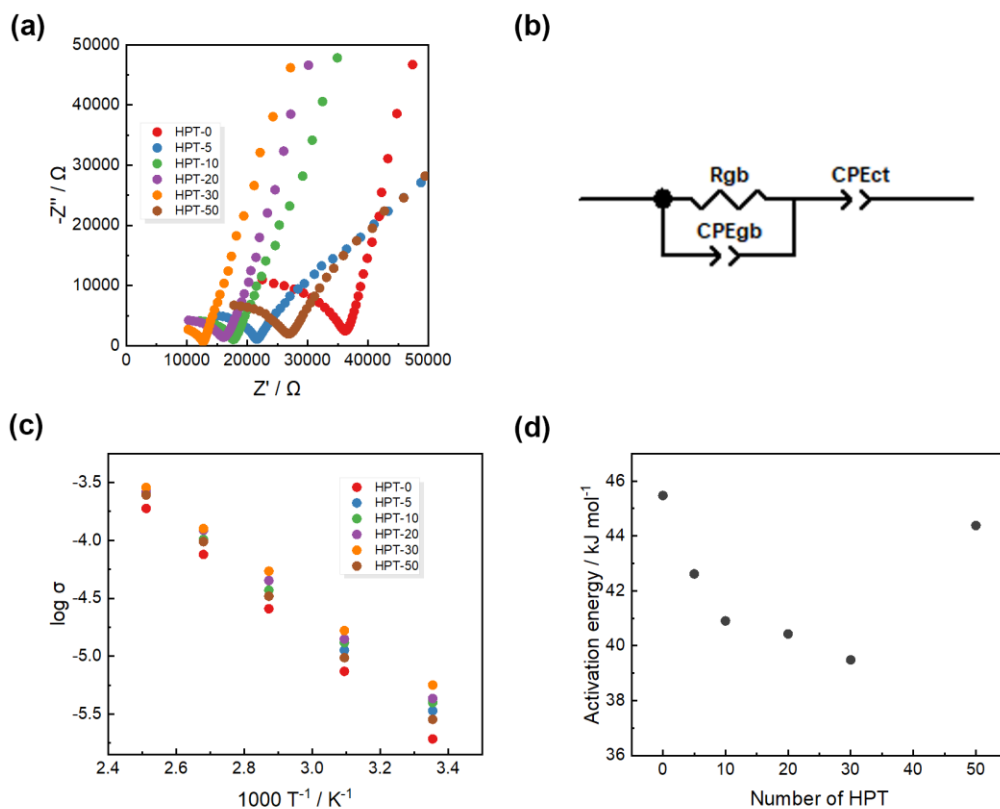 (a)
50000
40000
30000
20000
10000
0
-Z'' / Ω
HPT-0
HPT-5
HPT-10
HPT-20
HPT-30
HPT-50
0 10000 20000 30000 40000 50000
Z' / Ω
(b)
Rgb
CPEct
CPEgb
(c)
-3.5
-4.0
-4.5
-5.0
-5.5
log σ
HPT-0
HPT-5
HPT-10
HPT-20
HPT-30
HPT-50
2.4 2.6 2.8 3.0 3.2 3.4
1000 T⁻¹ / K⁻¹
(d)
46
44
42
40
38
36
Activation energy / kJ mol⁻¹
0 10 20 30 40 50
Number of HPT